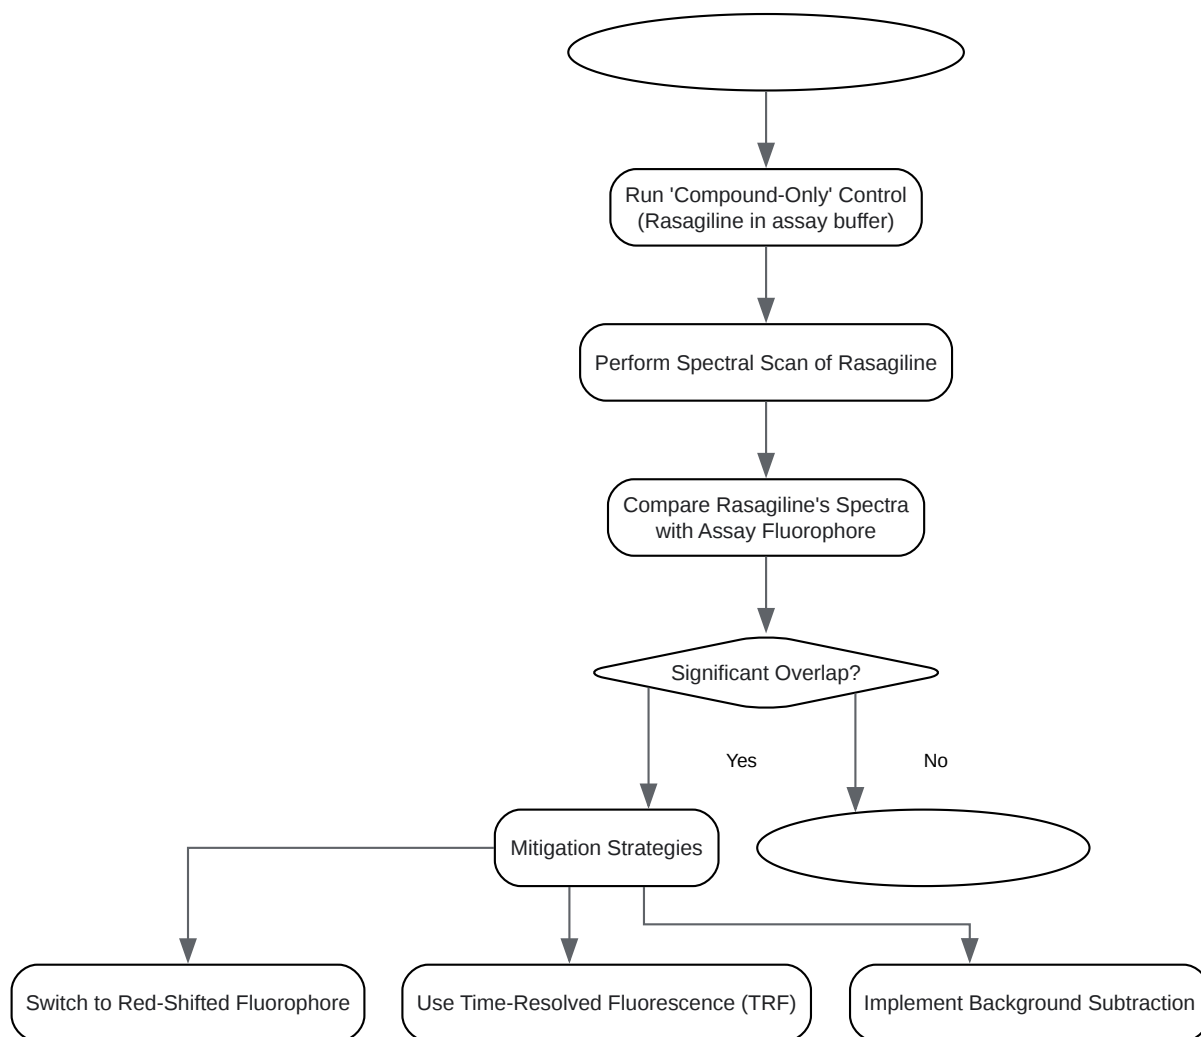 Run 'Compound-Only' Control
(Rasagiline in assay buffer)
Perform Spectral Scan of Rasagiline
Compare Rasagiline's Spectra
with Assay Fluorophore
Significant Overlap?
Yes
No
Mitigation Strategies
Switch to Red-Shifted Fluorophore
Use Time-Resolved Fluorescence (TRF)
Implement Background Subtraction